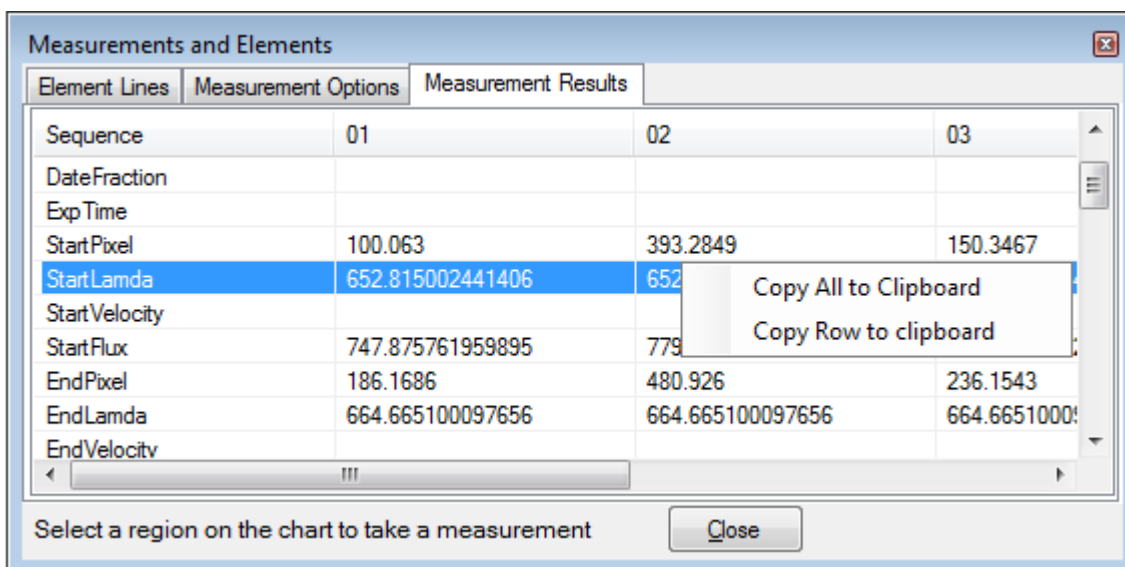 Measurements and Elements
Element Lines Measurement Options Measurement Results
Sequence 01 02 03
DateFraction
ExpTime
StartPixel 100.063 393.2849 150.3467
StartLamda 652.815002441406 652
Copy All to Clipboard
StartVelocity
Copy Row to clipboard
StartFlux 747.875761959895 779
EndPixel 186.1686 480.926 236.1543
EndLamda 664.665100097656 664.665100097656 664.6651000
EndVelocity
Select a region on the chart to take a measurement Close